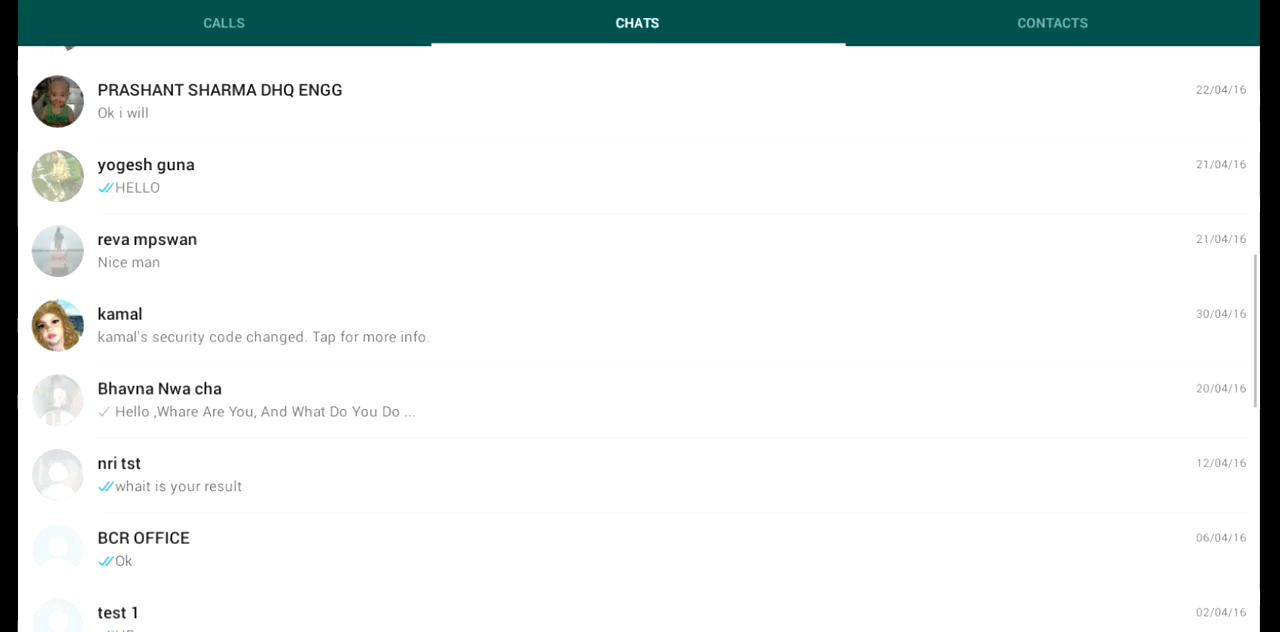 CALLS CHATS CONTACTS
PRASHANT SHARMA DHQ ENGG 22/04/16
Ok i will
yogesh guna 21/04/16
HELLO
reva mpswan 21/04/16
Nice man
kamal 30/04/16
kamal's security code changed. Tap for more info.
Bhavna Nwa cha 20/04/16
Hello ,Whare Are You, And What Do You Do ...
nri tst 12/04/16
whait is your result
BCR OFFICE 06/04/16
Ok
test 1 02/04/16